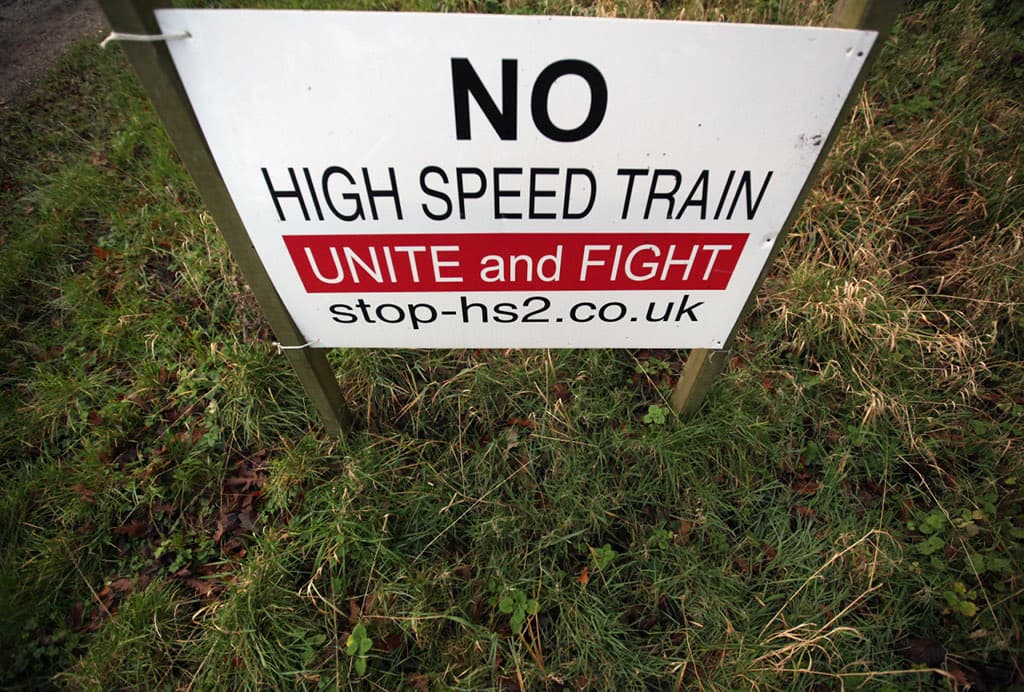 NO
HIGH SPEED TRAIN
UNITE and FIGHT
stop-hs2.co.uk